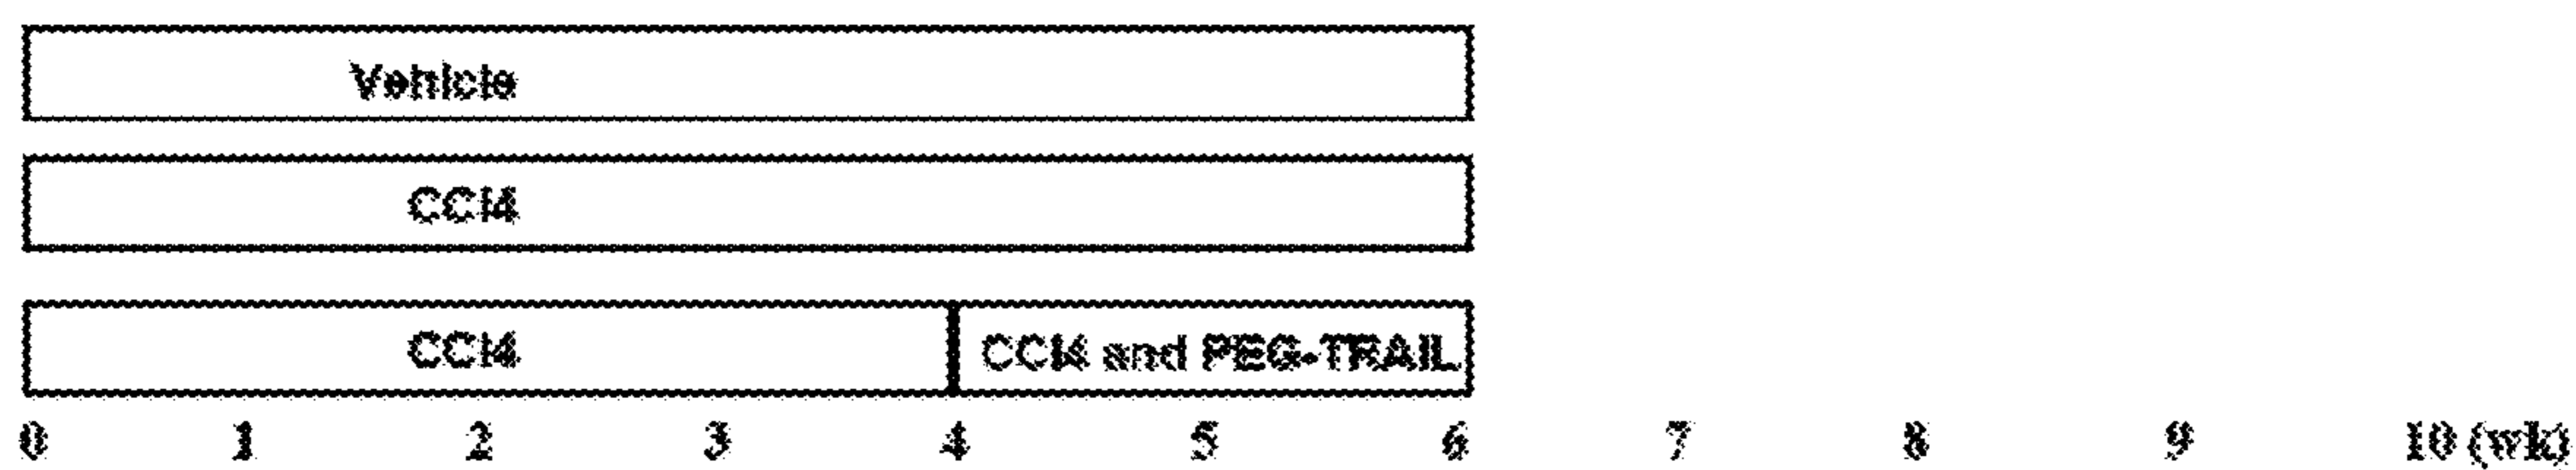 Vehicle
CCl4
CCl4 CCl4 and PEG-TRAIL
0 1 2 3 4 5 6 7 8 9 10 (wk)